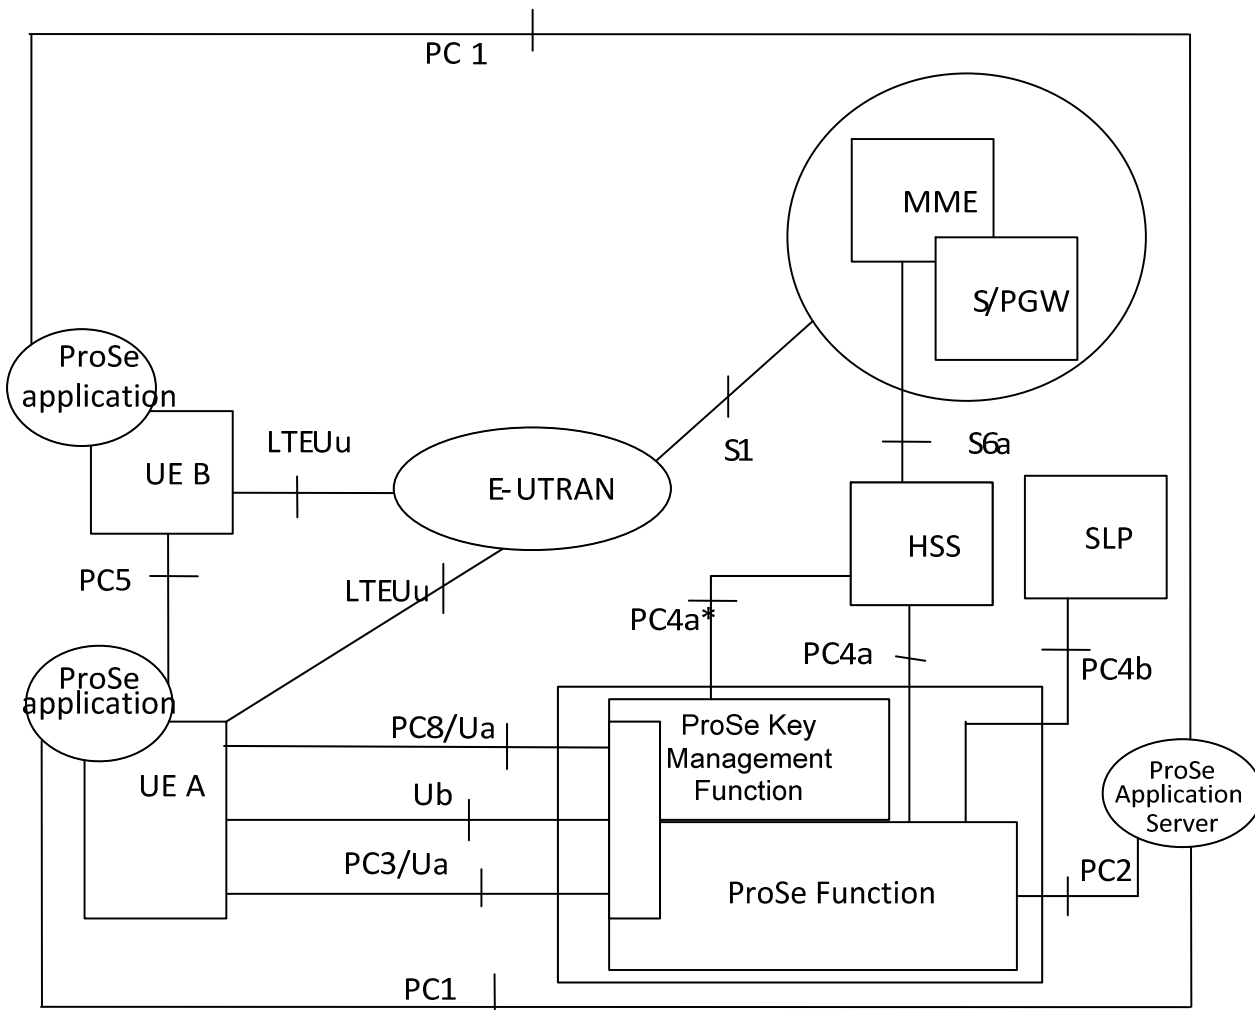 PC 1
MME
S/PGW
ProSe
application
LTEUu
S1
S6a
UE B
E-UTRAN
HSS
SLP
PC5
LTEUu
PC4a*
PC4a
PC4b
ProSe
application
PC8/Ua
ProSe Key
Management
Function
UE A
Ub
ProSe
Application
Server
PC3/Ua
ProSe Function
PC2
PC1